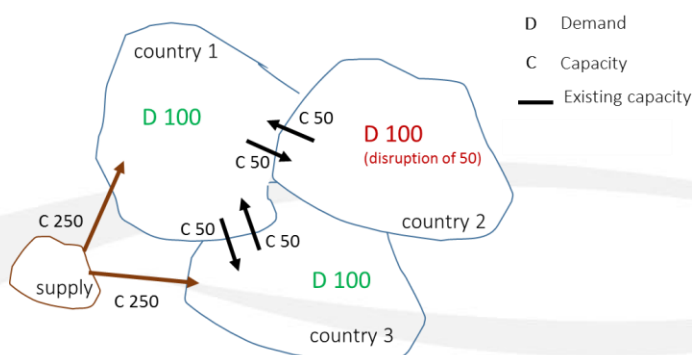 D Demand
country 1
C Capacity
Existing capacity
D 100
C 50
D 100
(disruption of 50)
C 50
C 250
C 50
C 50
country 2
supply
D 100
C 250
country 3